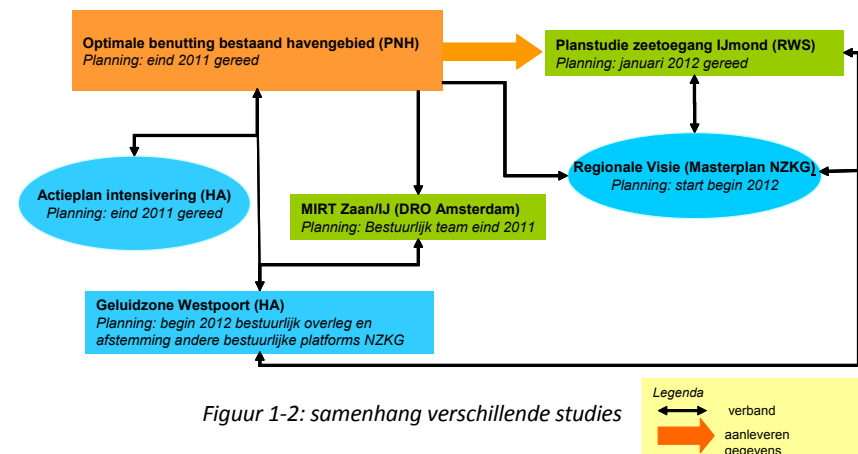 Optimale benutting bestaand havengebied (PNH)
Planning: eind 2011 gereed
Planstudie zeetoegang IJmond (RWS)
Planning: januari 2012 gereed
Actieplan intensivering (HA)
Planning: eind 2011 gereed
Regionale Visie (Masterplan NZKG)
Planning: start begin 2012
MIRT Zaan/IJ (DRO Amsterdam)
Planning: Bestuurlijk team eind 2011
Geluidzone Westpoort (HA)
Planning: begin 2012 bestuurlijk overleg en
afstemming andere bestuurlijke platforms NZKG
Figuur 1-2: samenhang verschillende studies
Legenda
verband
aanleveren
gegevens